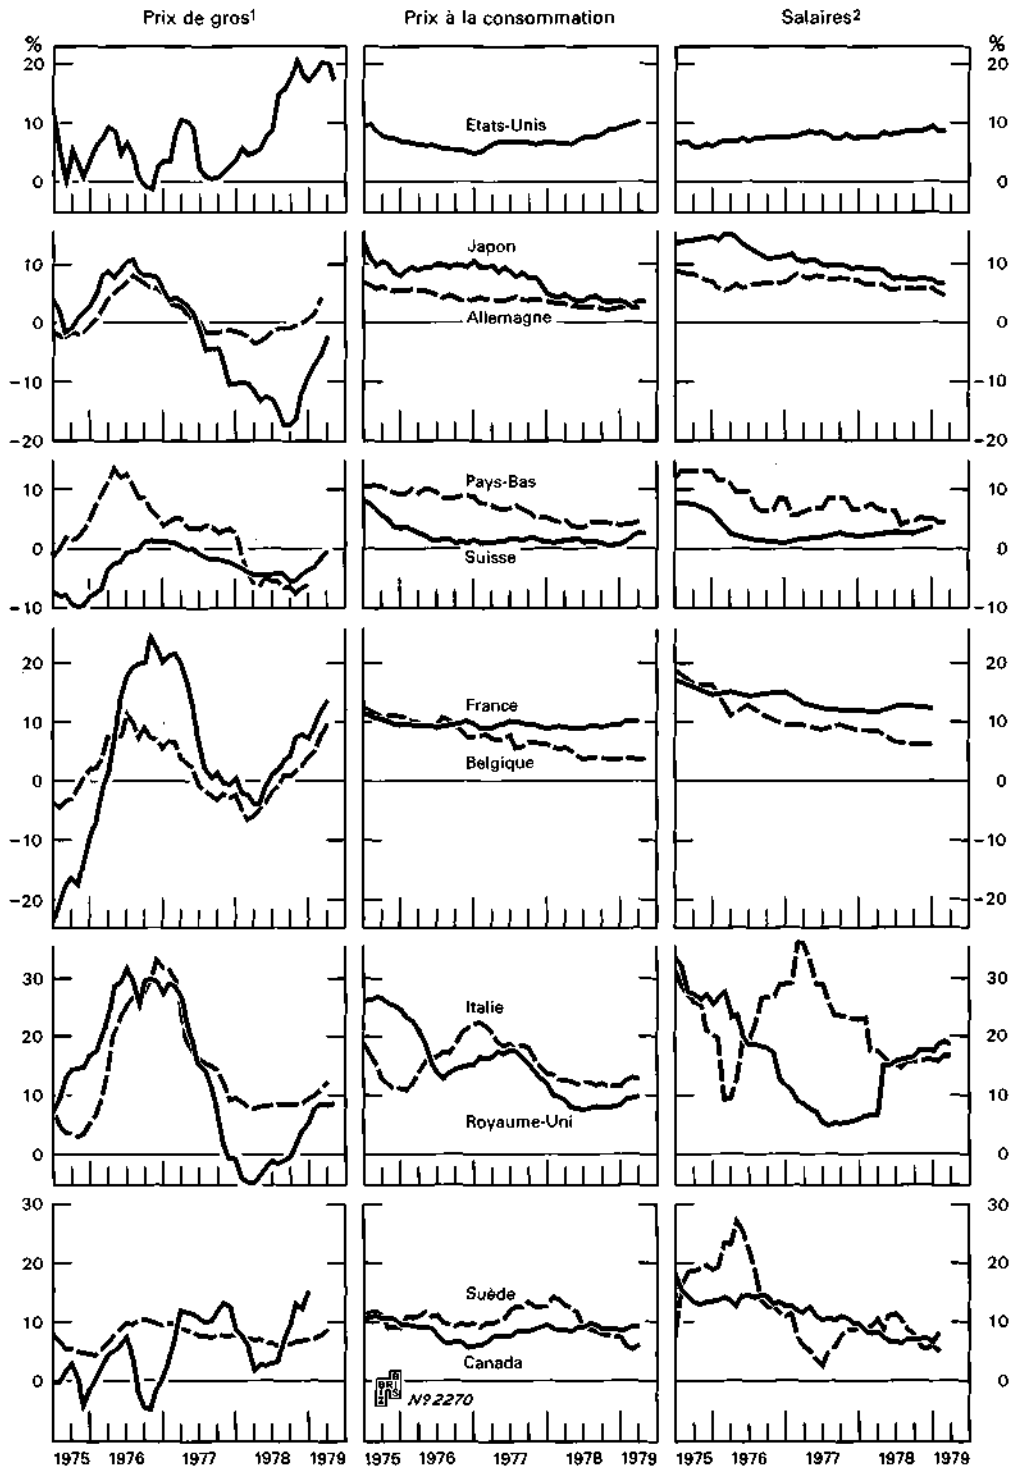 Prix de gros1 Prix à la consommation Salaires2
% %
20 20
10 Etats-Unis 10
0 0
Japon
10 10
Allemagne
0 0
-10 -10
-20 -20
10 Pays-Bas 10
0 0
Suisse
-10 -10
20 20
France
10 10
Belgique
0 0
-10 -10
-20 -20
30 30
Italie
20 20
10 10
Royaume-Uni
0 0
30 30
20 20
Suède
10 10
Canada
0 0
B
BRI
IZ S
Nº2270
1975 1976 1977 1978 1979 1975 1976 1977 1978 1979 1975 1976 1977 1978 1979